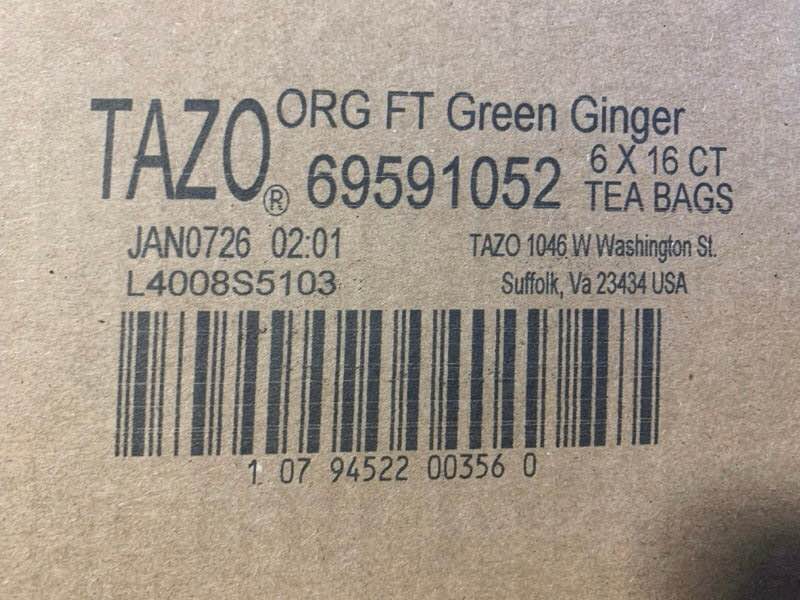 TAZO® ORG FT Green Ginger
69591052 6 X 16 CT
TEA BAGS
JAN0726 02:01
L4008S5103
TAZO 1046 W Washington St.
Suffolk, Va 23434 USA
1 07 94522 00356 0